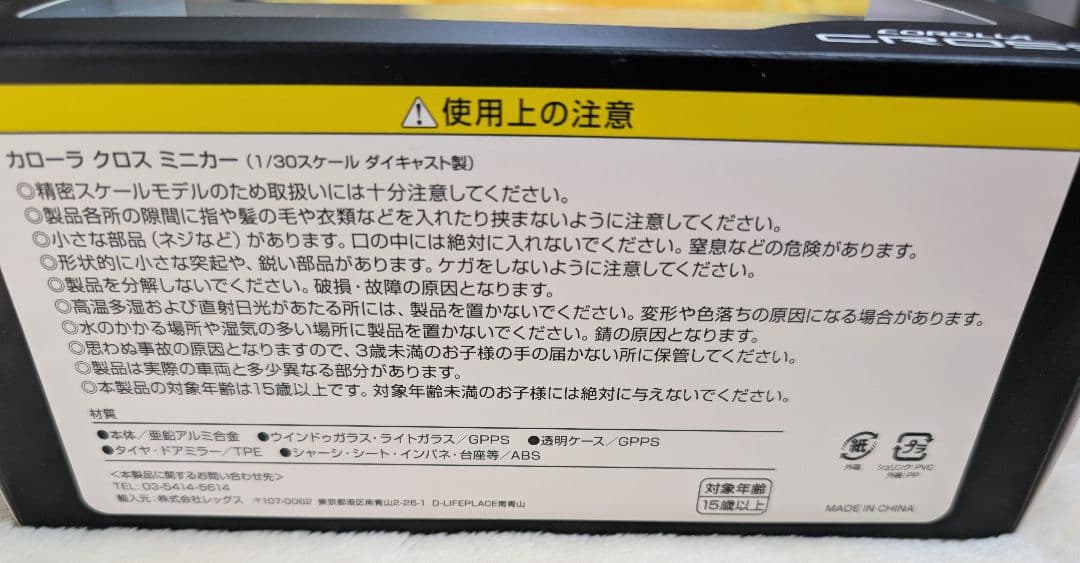 COROLLA
CROSS
使用上の注意
カローラ クロス ミニカー（1/30スケール ダイキャスト製）
◎精密スケールモデルのため取扱いには十分注意してください。
◎製品各所の隙間に指や髪の毛や衣類などを入れたり挟まないように注意してください。
◎小さな部品（ネジなど）があります。口の中には絶対に入れないでください。窒息などの危険があります。
◎形状的に小さな突起や、鋭い部品があります。ケガをしないように注意してください。
◎製品を分解しないでください。破損・故障の原因となります。
◎高温多湿および直射日光があたる所には、製品を置かないでください。変形や色落ちの原因になる場合があります。
◎水のかかる場所や湿気の多い場所に製品を置かないでください。錆の原因となります。
◎思わぬ事故の原因となりますので、3歳未満のお子様の手の届かない所に保管してください。
◎製品は実際の車両と多少異なる部分があります。
◎本製品の対象年齢は15歳以上です。対象年齢未満のお子様には絶対に与えないでください。
材質
●本体／亜鉛アルミ合金 ●ウインドゥガラス・ライトガラス／GPPS ●透明ケース／GPPS
●タイヤ・ドアミラー／TPE ●シャーシ・シート・インパネ・台座等／ABS
＜本製品に関するお問い合わせ先＞
TEL: 03-5414-5614
輸入元：株式会社レッグス 〒107-0062 東京都港区南青山2-26-1 D-LIFEPLACE南青山
対象年齢
15歳以上
紙
外箱
プラ
シュリンク:PVC
外箱:PP
MADE IN CHINA